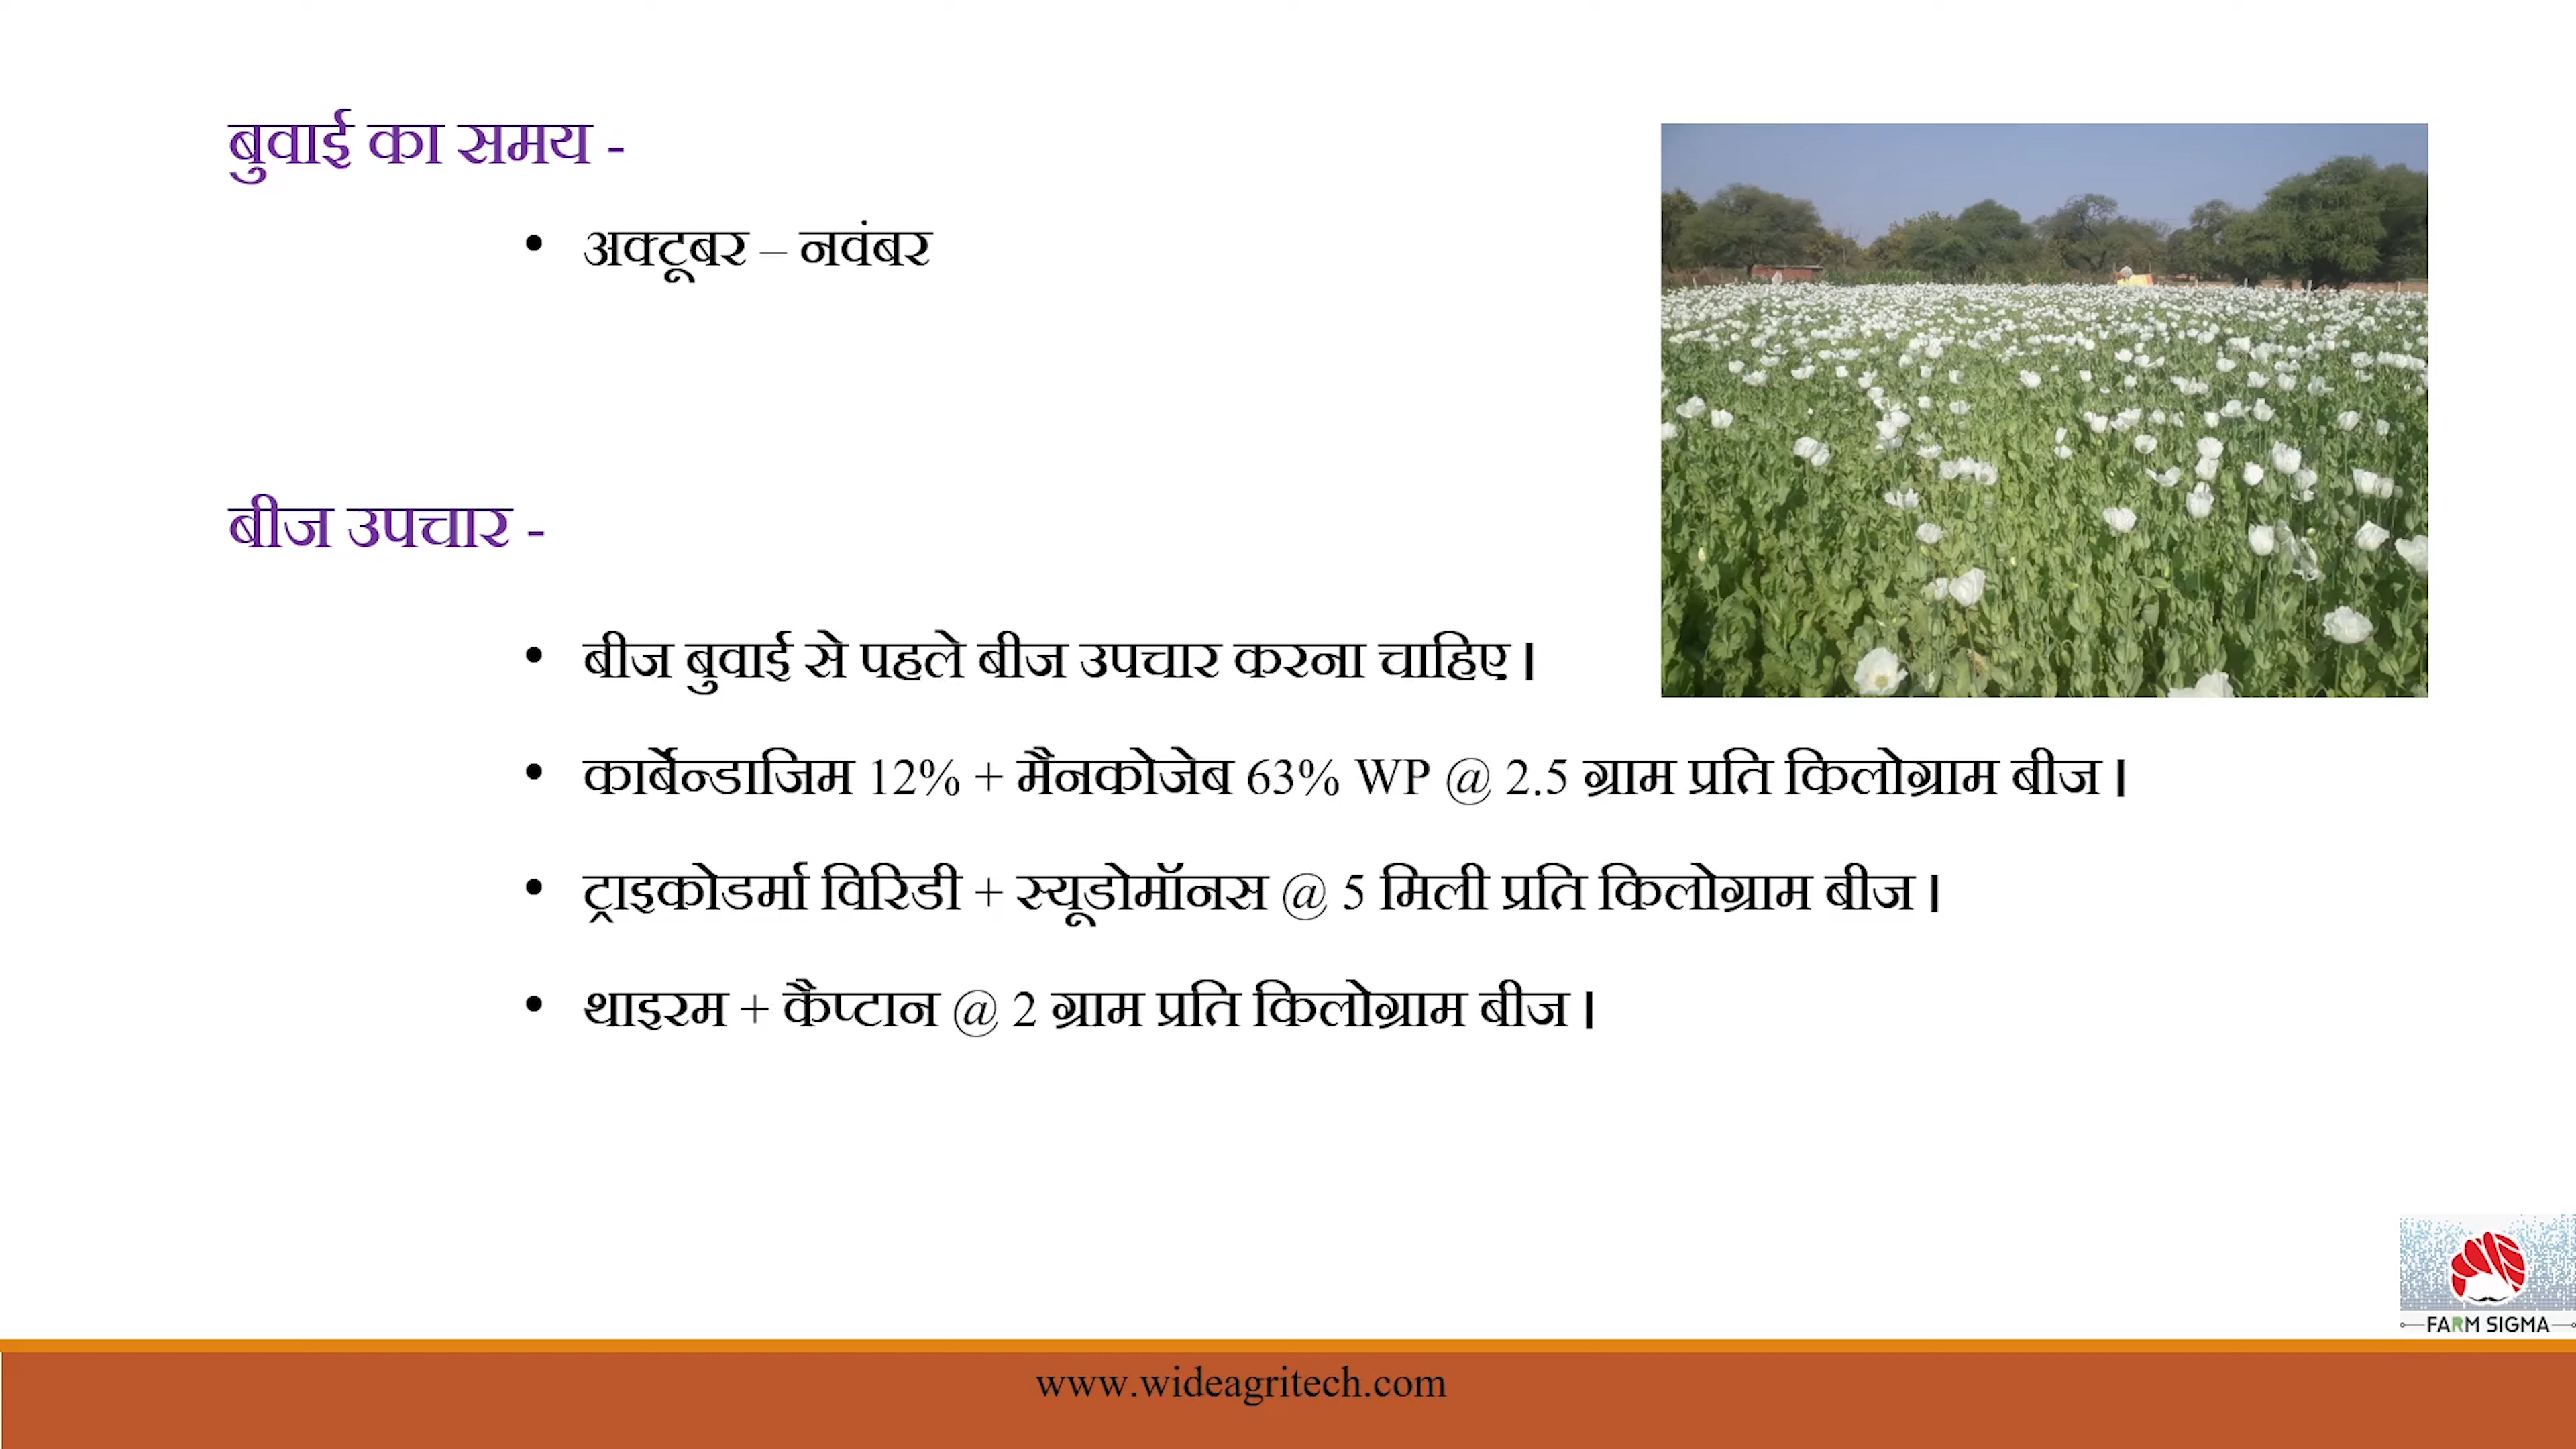 बुवाई का समय -
• अक्टूबर – नवंबर
बीज उपचार -
• बीज बुवाई से पहले बीज उपचार करना चाहिए।
• कार्बेन्डाजिम 12% + मैनकोजेब 63% WP @ 2.5 ग्राम प्रति किलोग्राम बीज।
• ट्राइकोडर्मा विरिडी + स्यूडोमॉनस @ 5 मिली प्रति किलोग्राम बीज।
• थाइरम + कैप्टान @ 2 ग्राम प्रति किलोग्राम बीज।
FARM SIGMA
www.wideagritech.com